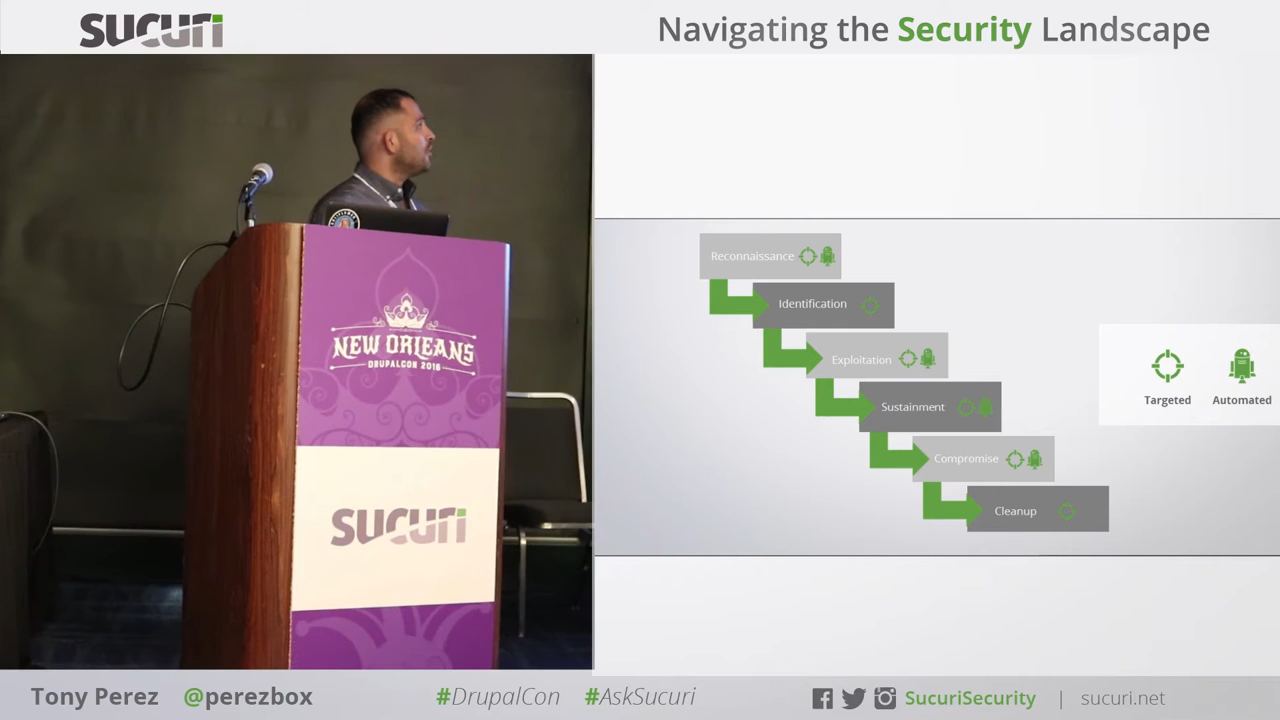 sucuri
Navigating the Security Landscape
NEW ORLEANS
DRUPALCON 2016
sucuri
Reconnaissance
Identification
Exploitation
Sustainment
Compromise
Cleanup
Targeted
Automated
Tony Perez @perezbox #DrupalCon #AskSucuri SucuriSecurity | sucuri.net